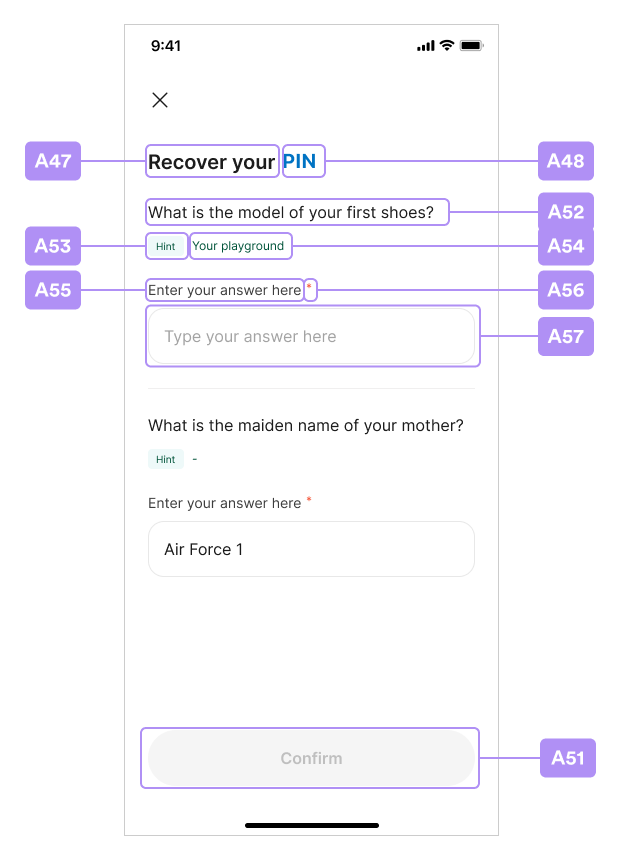 9:41
A47 Recover your PIN A48
What is the model of your first shoes? A52
A53 Hint Your playground A54
A55 Enter your answer here * A56
Type your answer here A57
What is the maiden name of your mother?
Hint -
Enter your answer here *
Air Force 1
Confirm A51